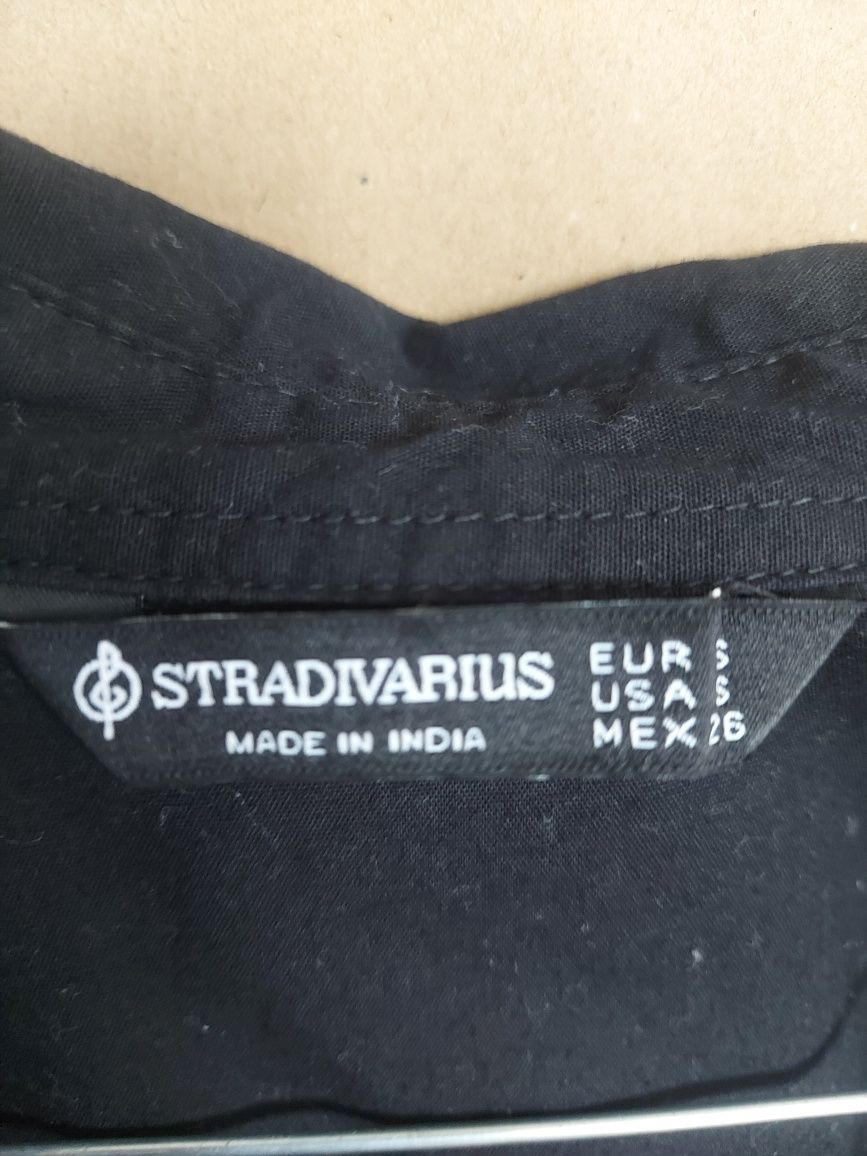 STRADIVARIUS
MADE IN INDIA
EUR S
USA S
MEX 26